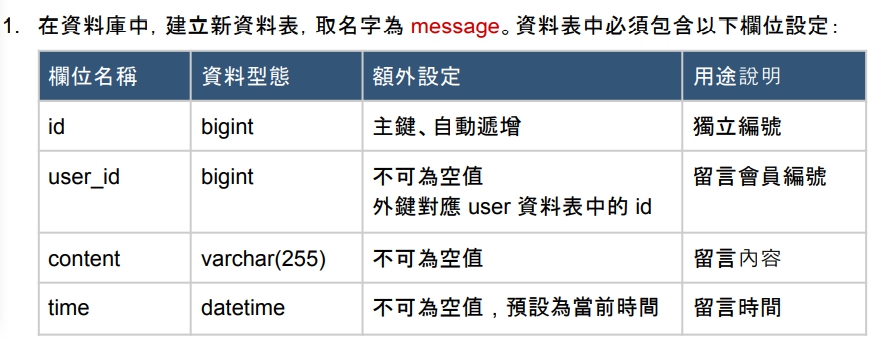 1. 在資料庫中, 建立新資料表, 取名字為 message。資料表中必須包含以下欄位設定:
欄位名稱 資料型態 額外設定 用途說明
id bigint 主鍵、自動遞增 獨立編號
user_id bigint 不可為空值 留言會員編號
外鍵對應 user 資料表中的 id
content varchar(255) 不可為空值 留言內容
time datetime 不可為空值，預設為當前時間 留言時間